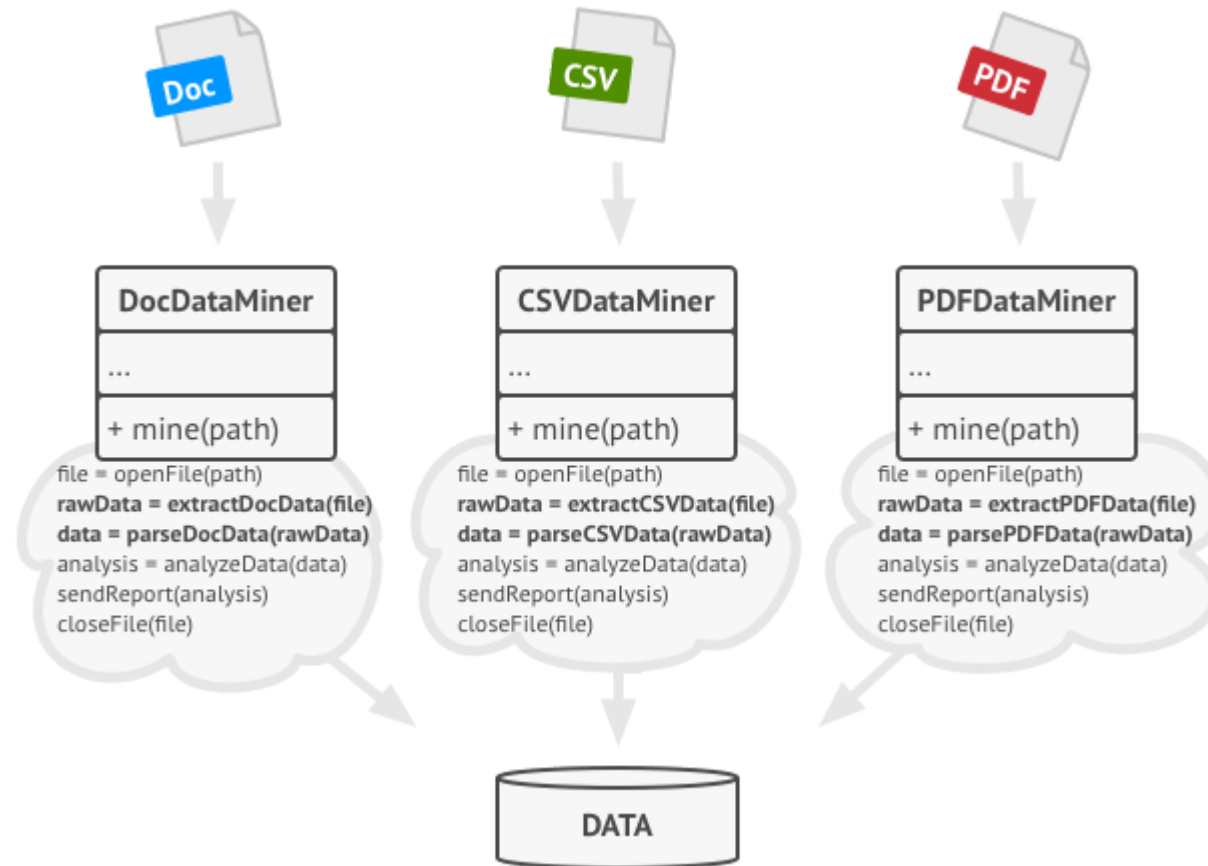 Doc
CSV
PDF
DocDataMiner
...
+ mine(path)
file = openFile(path)
rawData = extractDocData(file)
data = parseDocData(rawData)
analysis = analyzeData(data)
sendReport(analysis)
closeFile(file)
CSVDataMiner
...
+ mine(path)
file = openFile(path)
rawData = extractCSVData(file)
data = parseCSVData(rawData)
analysis = analyzeData(data)
sendReport(analysis)
closeFile(file)
PDFDataMiner
...
+ mine(path)
file = openFile(path)
rawData = extractPDFData(file)
data = parsePDFData(rawData)
analysis = analyzeData(data)
sendReport(analysis)
closeFile(file)
DATA